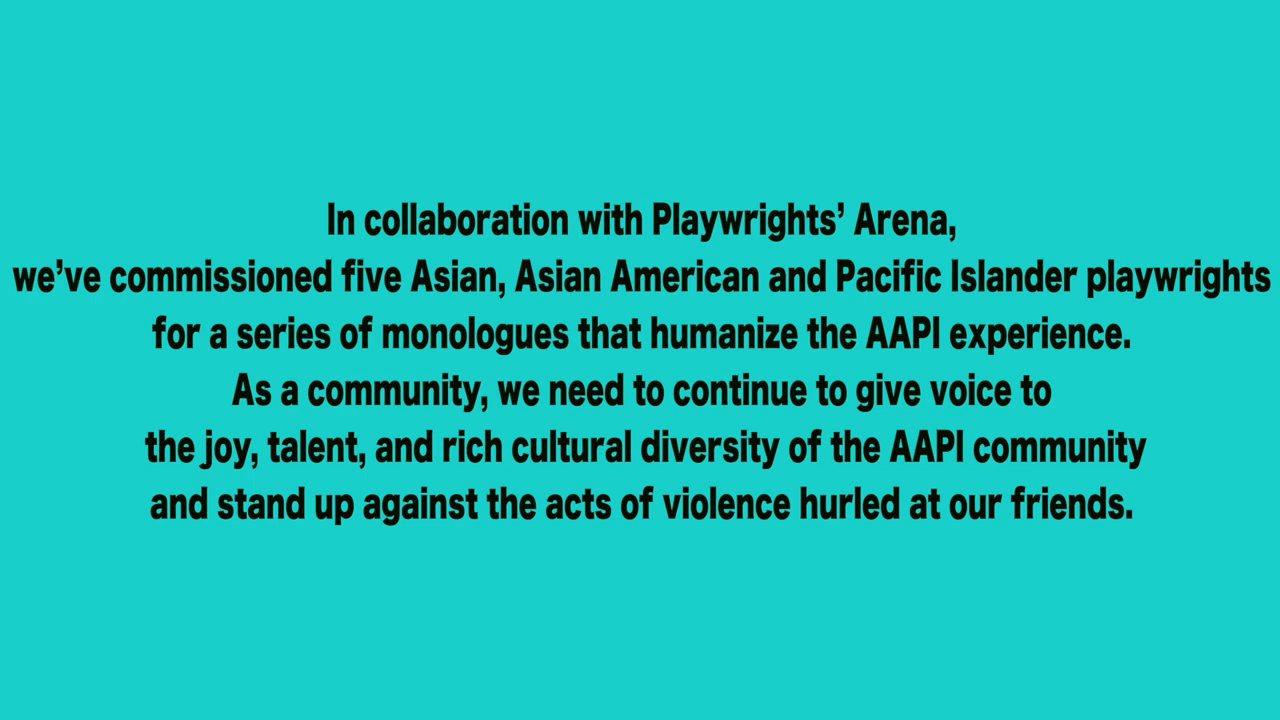 In collaboration with Playwrights’ Arena,
we’ve commissioned five Asian, Asian American and Pacific Islander playwrights
for a series of monologues that humanize the AAPI experience.
As a community, we need to continue to give voice to
the joy, talent, and rich cultural diversity of the AAPI community
and stand up against the acts of violence hurled at our friends.